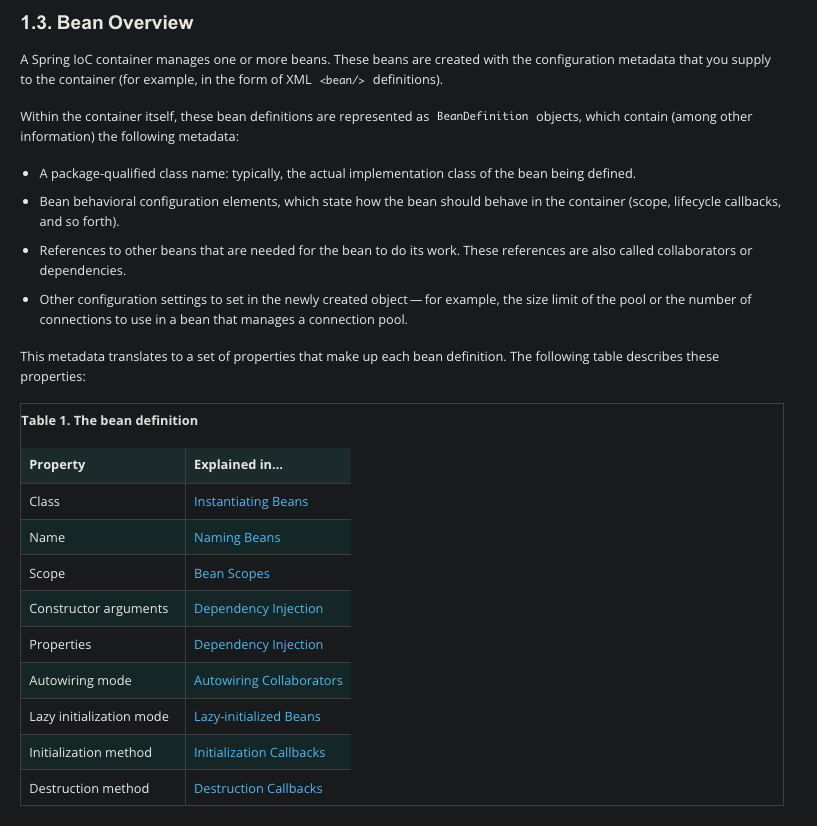 1.3. Bean Overview
A Spring IoC container manages one or more beans. These beans are created with the configuration metadata that you supply
to the container (for example, in the form of XML <bean/> definitions).
Within the container itself, these bean definitions are represented as BeanDefinition objects, which contain (among other
information) the following metadata:
• A package-qualified class name: typically, the actual implementation class of the bean being defined.
• Bean behavioral configuration elements, which state how the bean should behave in the container (scope, lifecycle callbacks,
and so forth).
• References to other beans that are needed for the bean to do its work. These references are also called collaborators or
dependencies.
• Other configuration settings to set in the newly created object — for example, the size limit of the pool or the number of
connections to use in a bean that manages a connection pool.
This metadata translates to a set of properties that make up each bean definition. The following table describes these
properties:
Table 1. The bean definition
Property Explained in...
Class Instantiating Beans
Name Naming Beans
Scope Bean Scopes
Constructor arguments Dependency Injection
Properties Dependency Injection
Autowiring mode Autowiring Collaborators
Lazy initialization mode Lazy-initialized Beans
Initialization method Initialization Callbacks
Destruction method Destruction Callbacks